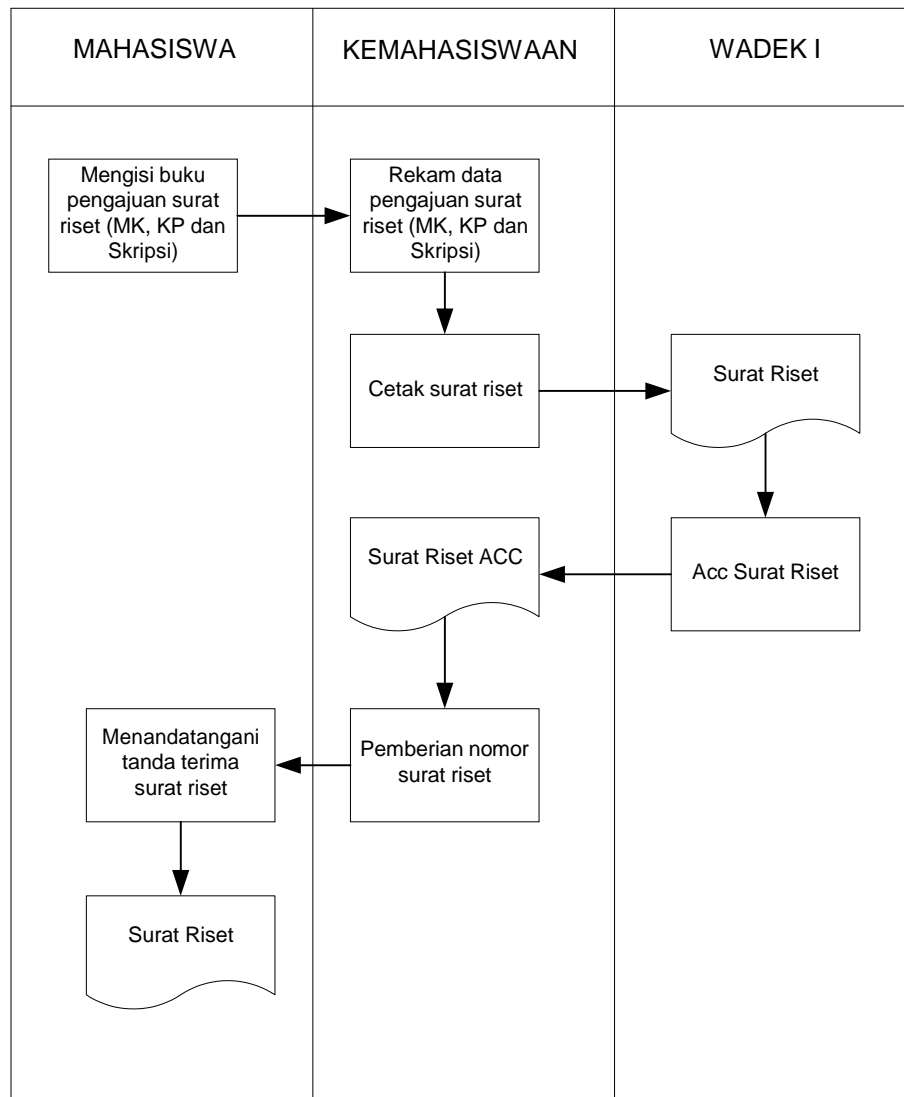 MAHASISWA
KEMAHASISWAAN
WADEK I
Mengisi buku
pengajuan surat
riset (MK, KP dan
Skripsi)
Rekam data
pengajuan surat
riset (MK, KP dan
Skripsi)
Cetak surat riset
Surat Riset
Surat Riset ACC
Acc Surat Riset
Menandatangani
tanda terima
surat riset
Pemberian nomor
surat riset
Surat Riset